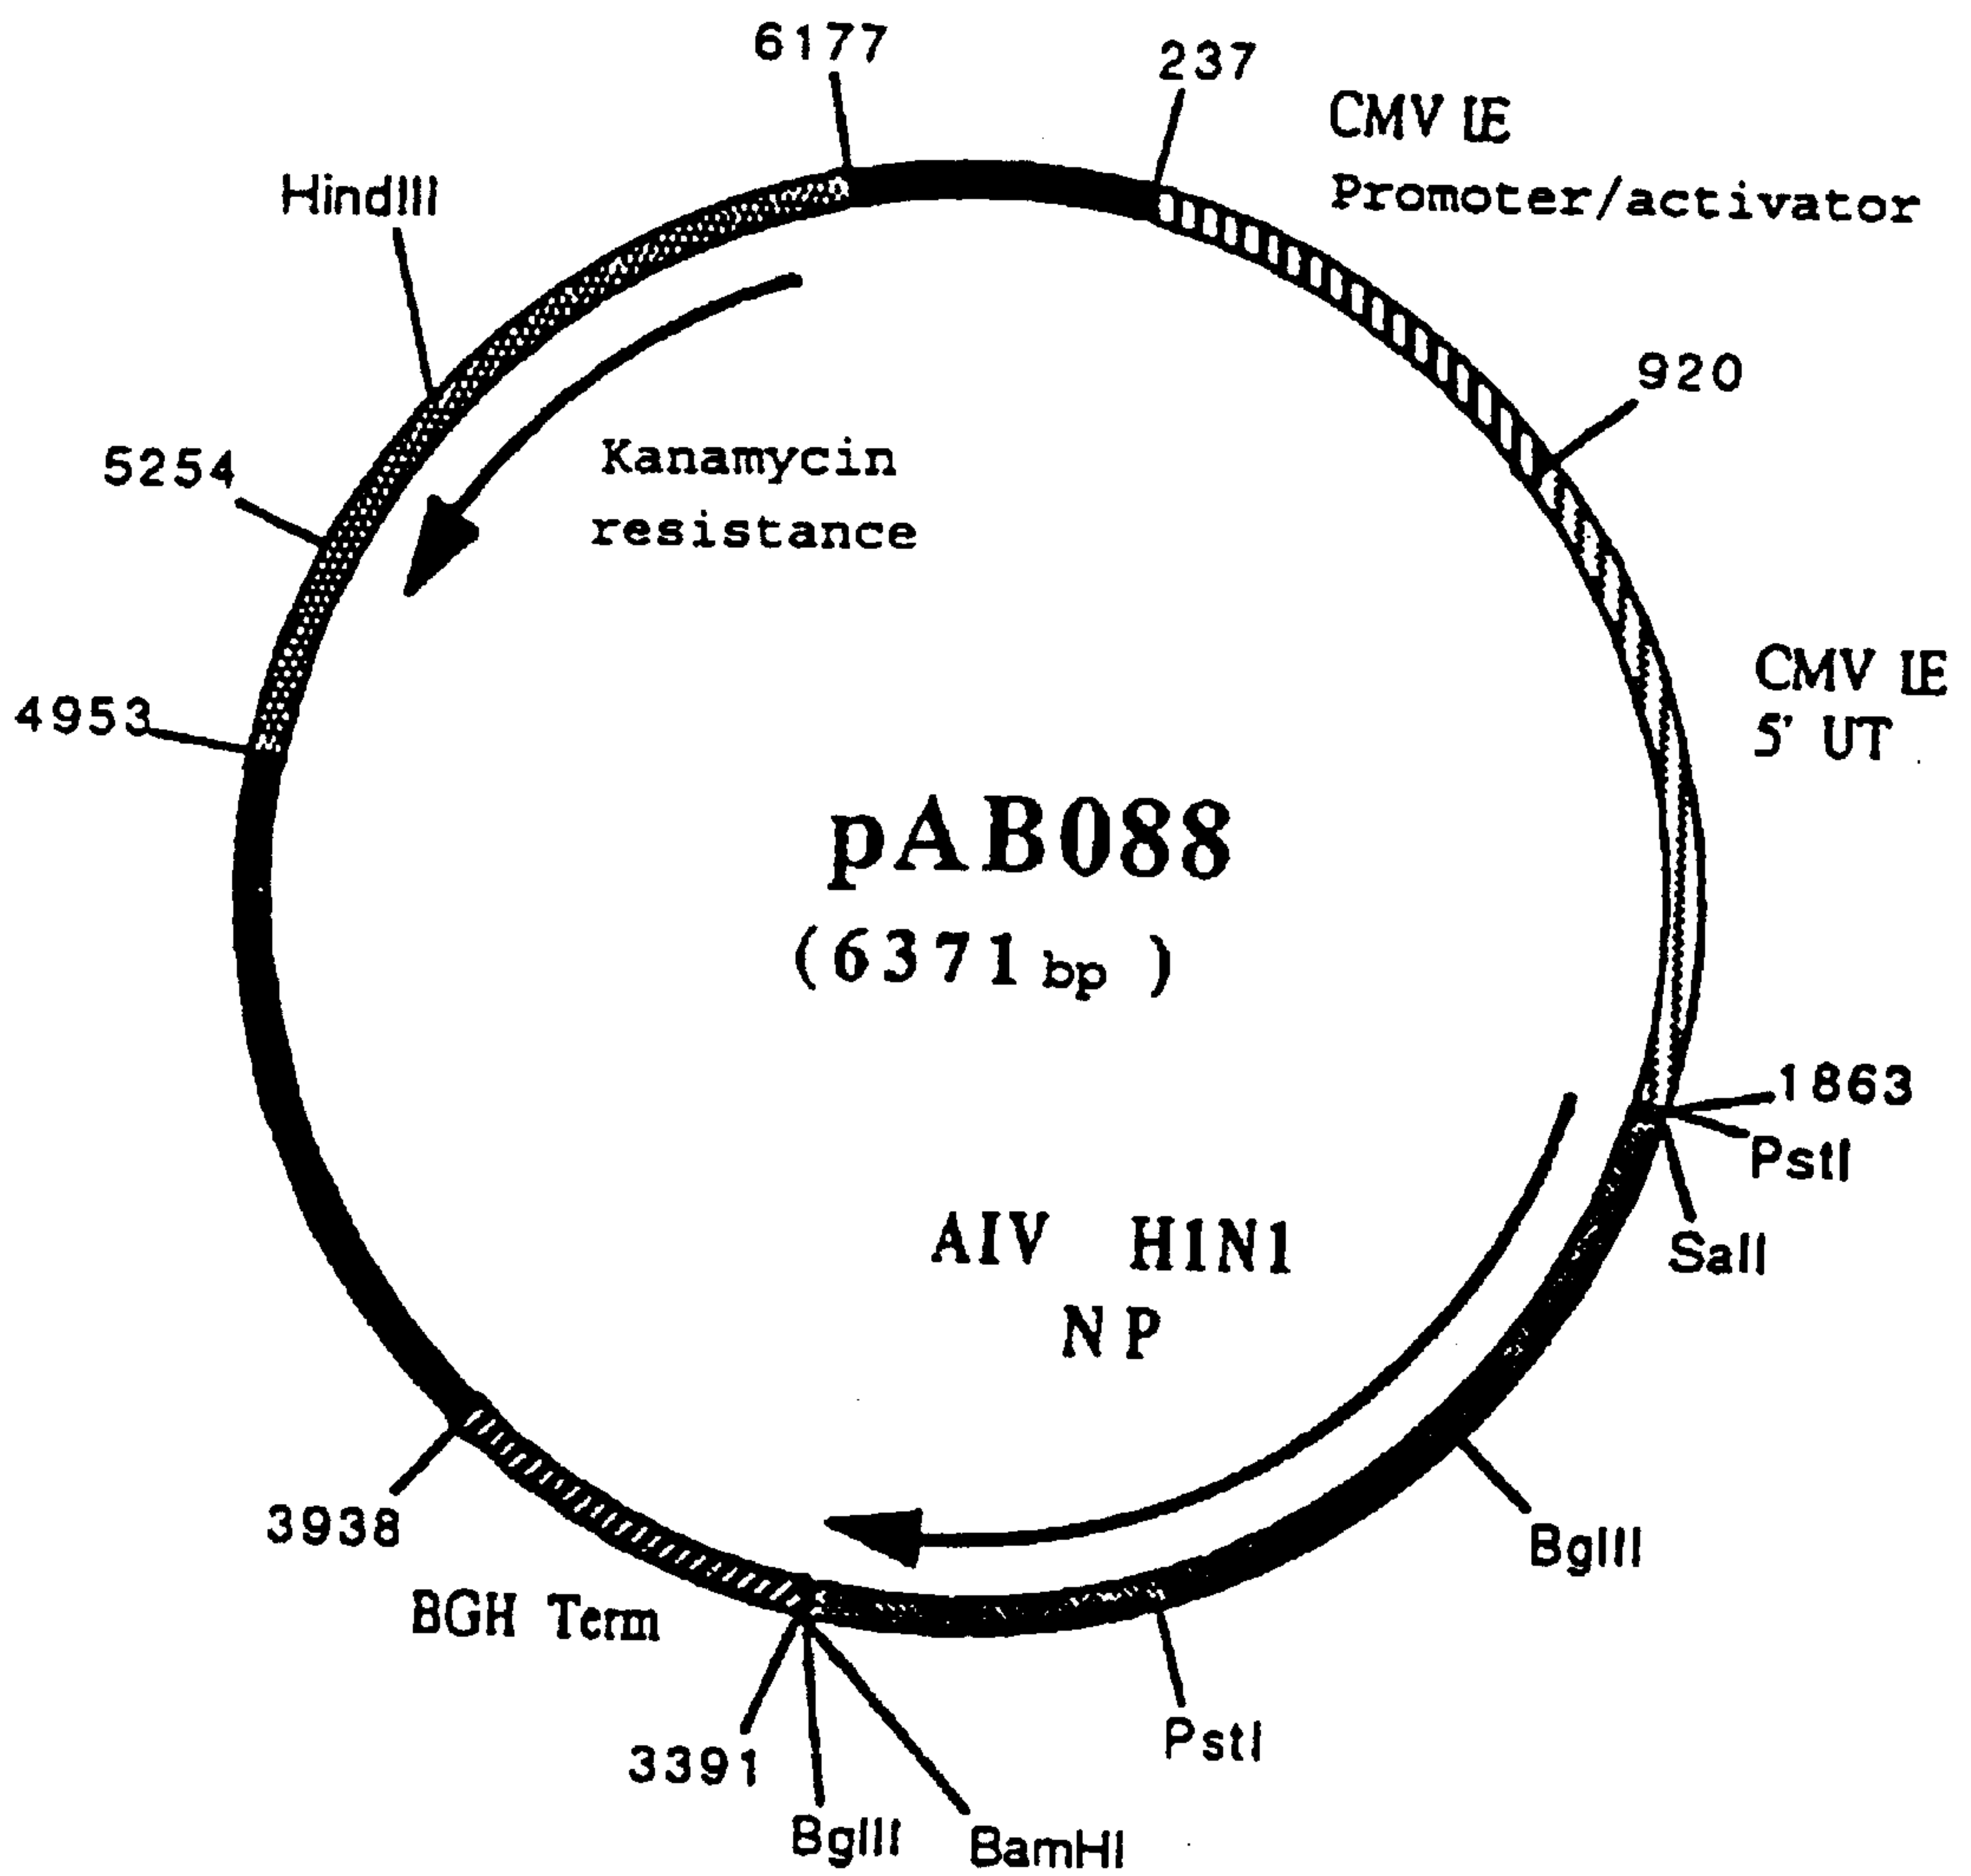 6177
237
CMV IE
Promoter/activator
HindIII
920
5254
Kanamycin
resistance
CMV IE
5' UT
4953
pAB088
(6371 bp )
1863
PstI
SalI
AIV H1N1
NP
3938
BglII
BGH Term
PstI
3391
BglII
BamHI